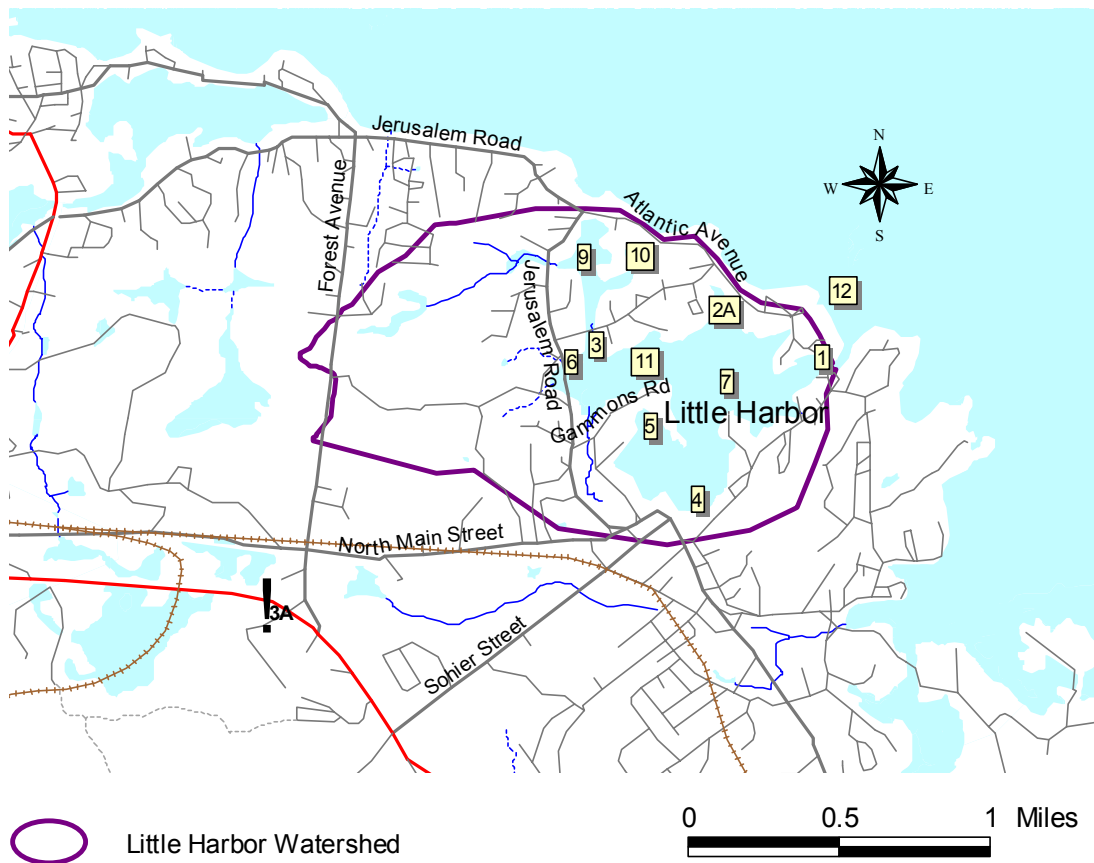 Jerusalem Road
N
W E
S
Forest Avenue
Atlantic Avenue
9
10
Jerusalem Road
12
2A
3
6
11
1
7
Gammons Rd
Little Harbor
5
4
North Main Street
3A
Sohier Street
0 0.5 1 Miles
Little Harbor Watershed